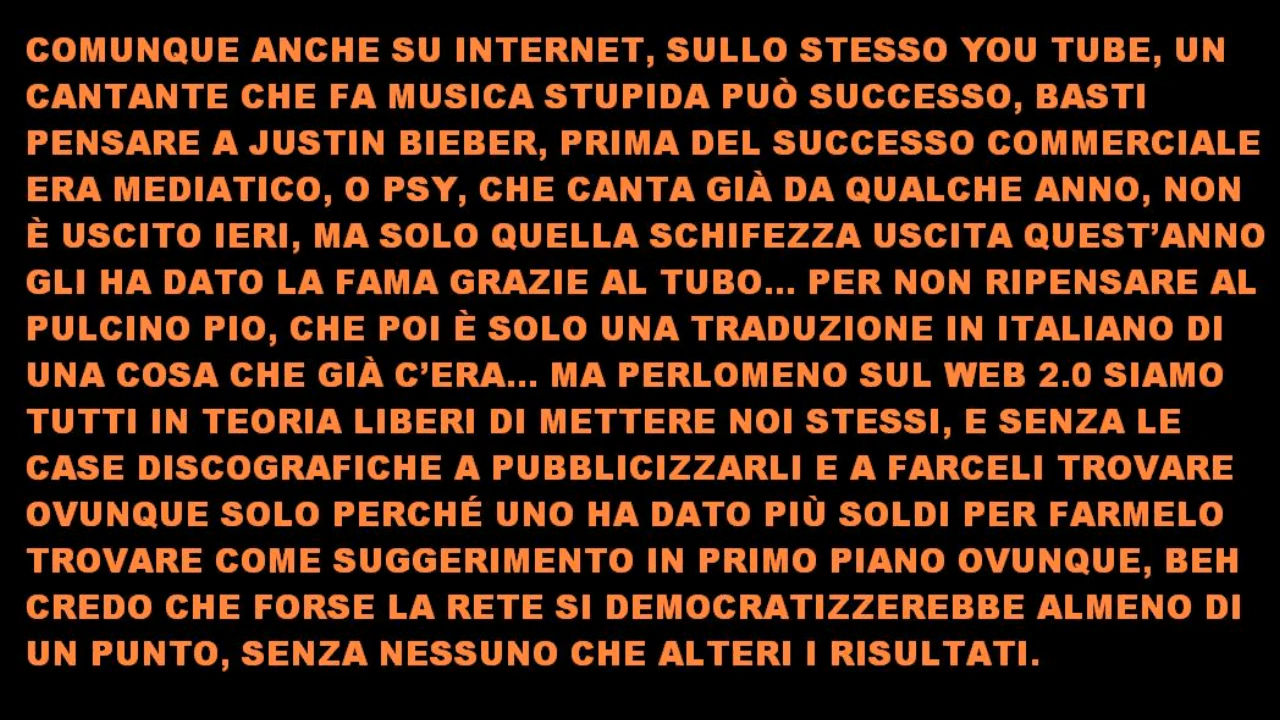 COMUNQUE ANCHE SU INTERNET, SULLO STESSO YOU TUBE, UN
CANTANTE CHE FA MUSICA STUPIDA PUÒ SUCCESSO, BASTI
PENSARE A JUSTIN BIEBER, PRIMA DEL SUCCESSO COMMERCIALE
ERA MEDIATICO, O PSY, CHE CANTA GIÀ DA QUALCHE ANNO, NON
È USCITO IERI, MA SOLO QUELLA SCHIFEZZA USCITA QUEST’ANNO
GLI HA DATO LA FAMA GRAZIE AL TUBO... PER NON RIPENSARE AL
PULCINO PIO, CHE POI È SOLO UNA TRADUZIONE IN ITALIANO DI
UNA COSA CHE GIÀ C’ERA... MA PERLOMENO SUL WEB 2.0 SIAMO
TUTTI IN TEORIA LIBERI DI METTERE NOI STESSI, E SENZA LE
CASE DISCOGRAFICHE A PUBBLICIZZARLI E A FARCELI TROVARE
OVUNQUE SOLO PERCHÉ UNO HA DATO PIÙ SOLDI PER FARMELO
TROVARE COME SUGGERIMENTO IN PRIMO PIANO OVUNQUE, BEH
CREDO CHE FORSE LA RETE SI DEMOCRATIZZEREBBE ALMENO DI
UN PUNTO, SENZA NESSUNO CHE ALTERI I RISULTATI.